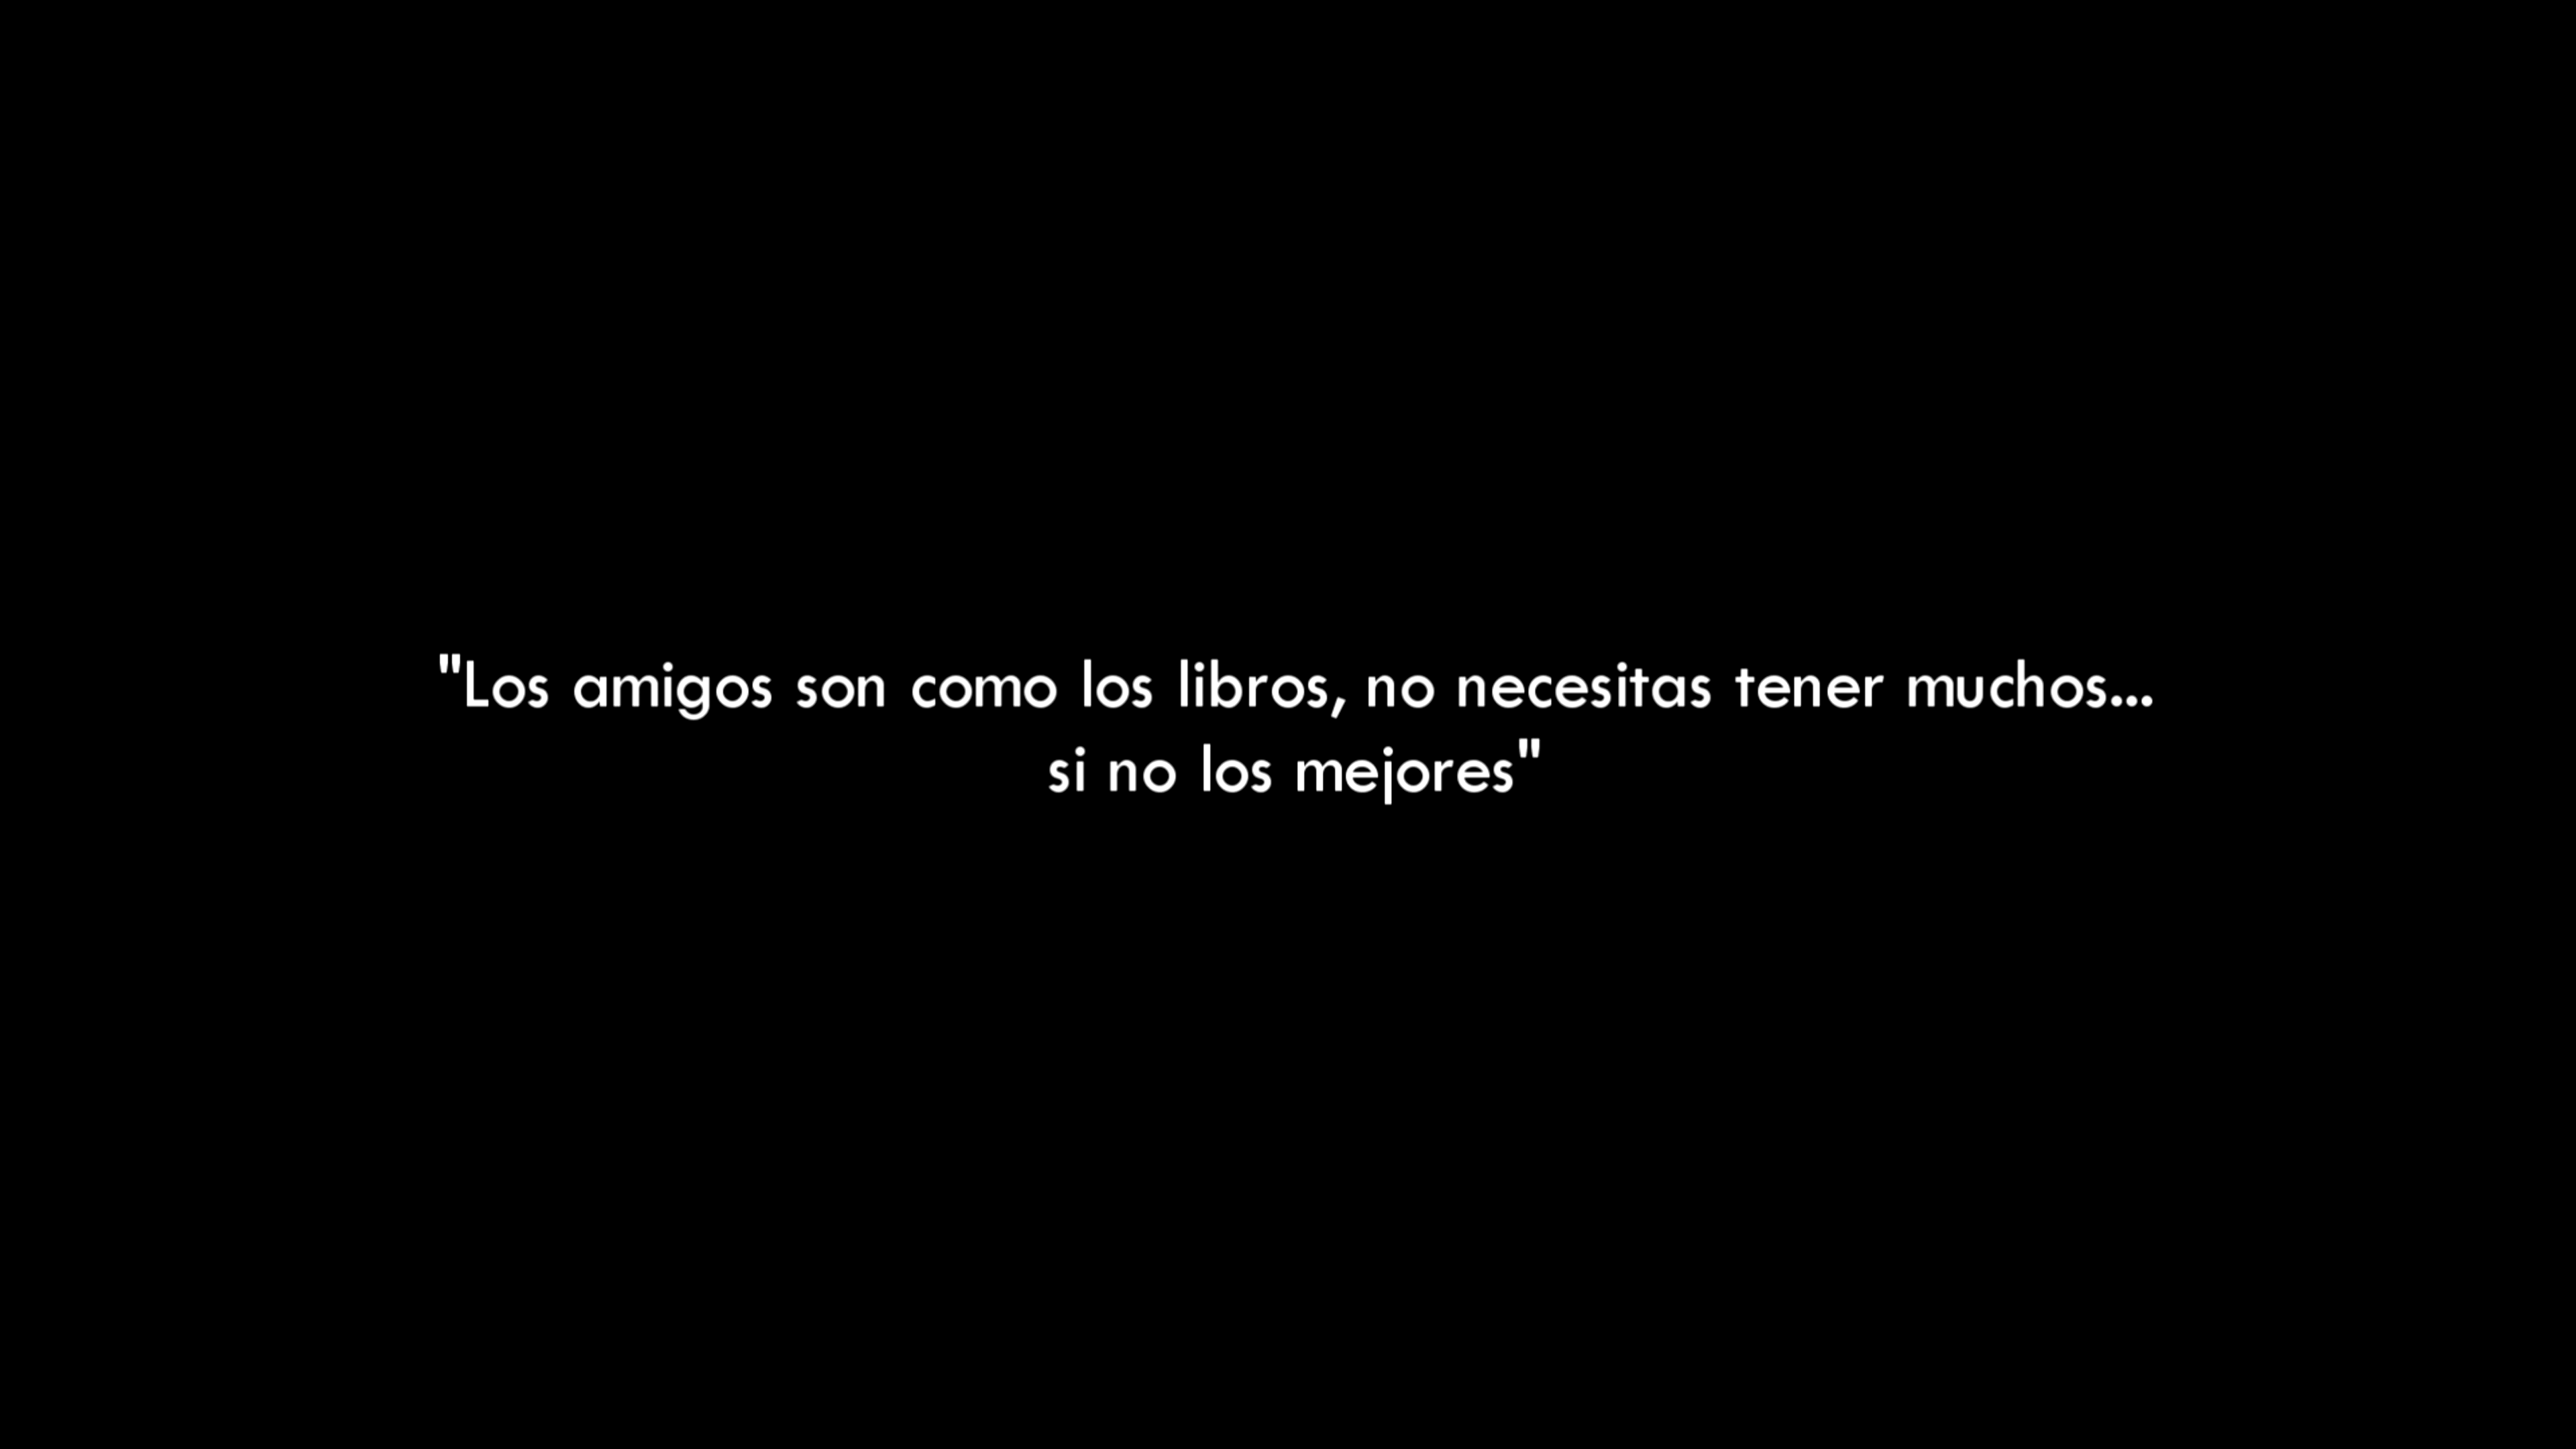 "Los amigos son como los libros, no necesitas tener muchos...
si no los mejores"